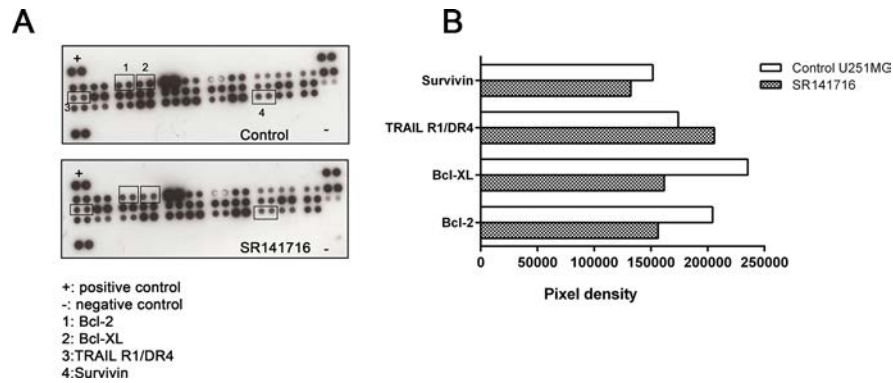 A
+
1
2
3
4
Control
-
+
SR141716
-
+: positive control
-: negative control
1: Bcl-2
2: Bcl-XL
3:TRAIL R1/DR4
4:Survivin
B
Survivin
TRAIL R1/DR4
Bcl-XL
Bcl-2
0
50000
100000
150000
200000
250000
Pixel density
Control U251MG
SR141716